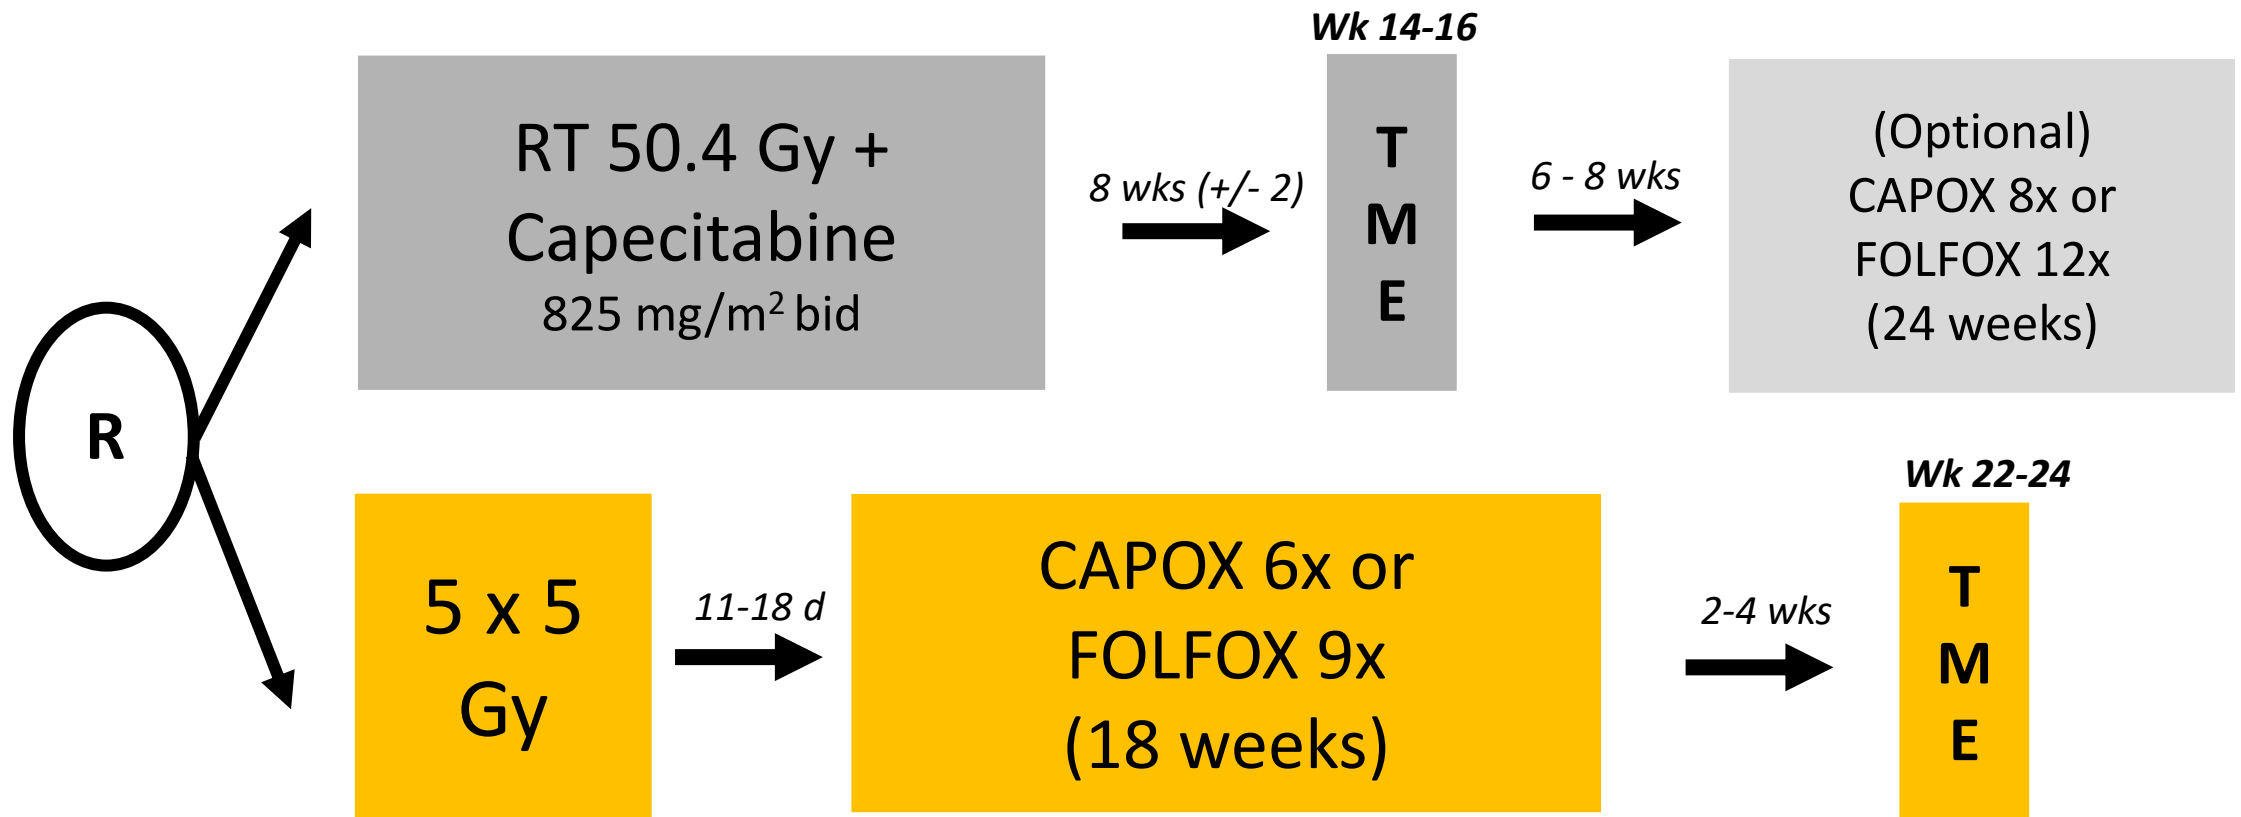 R
RT 50.4 Gy +
Capecitabine
825 mg/m² bid
8 wks (+/- 2)
Wk 14-16
T
M
E
6 - 8 wks
(Optional)
CAPOX 8x or
FOLFOX 12x
(24 weeks)
5 x 5
Gy
11-18 d
CAPOX 6x or
FOLFOX 9x
(18 weeks)
2-4 wks
Wk 22-24
T
M
E